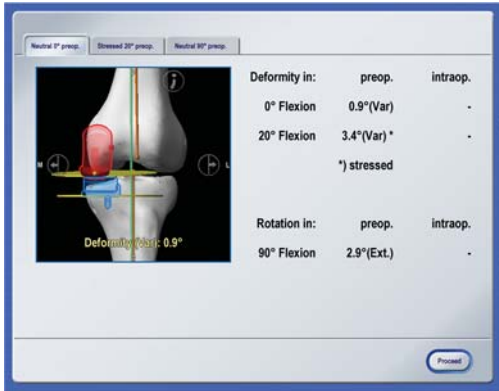 Neutral 0° preop. Stressed 20° preop. Neutral 90° preop.
Deformity in: preop. intraop.
0° Flexion 0.9°(Var) -
20° Flexion 3.4°(Var) * -
*) stressed
i
M L
Deformity (Var): 0.9°
Rotation in: preop. intraop.
90° Flexion 2.9°(Ext.) -
Proceed